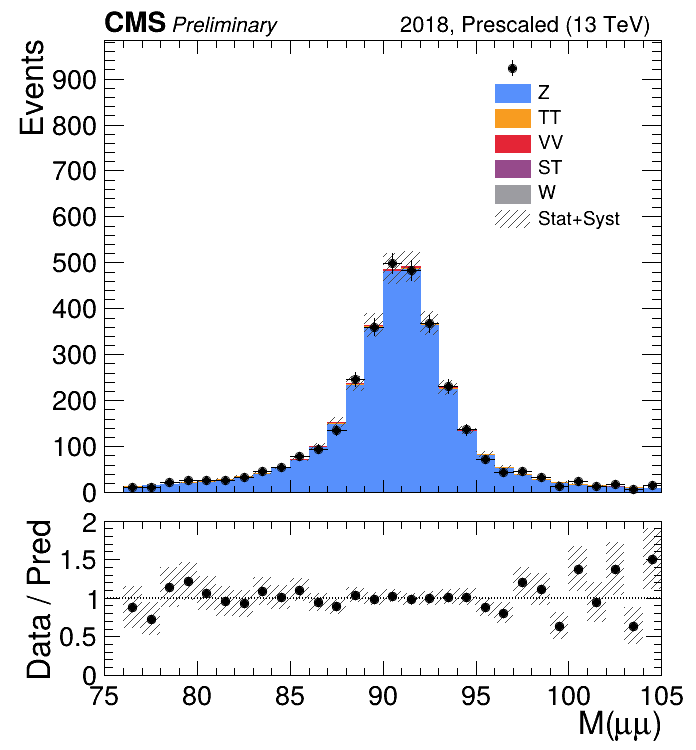 CMS Preliminary 2018, Prescaled (13 TeV)
Events
900
800
700
600
500
400
300
200
100
0
Z
TT
VV
ST
W
Stat+Syst
Data / Pred
2
1.5
1
0.5
0
75 80 85 90 95 100 105
M(μμ)